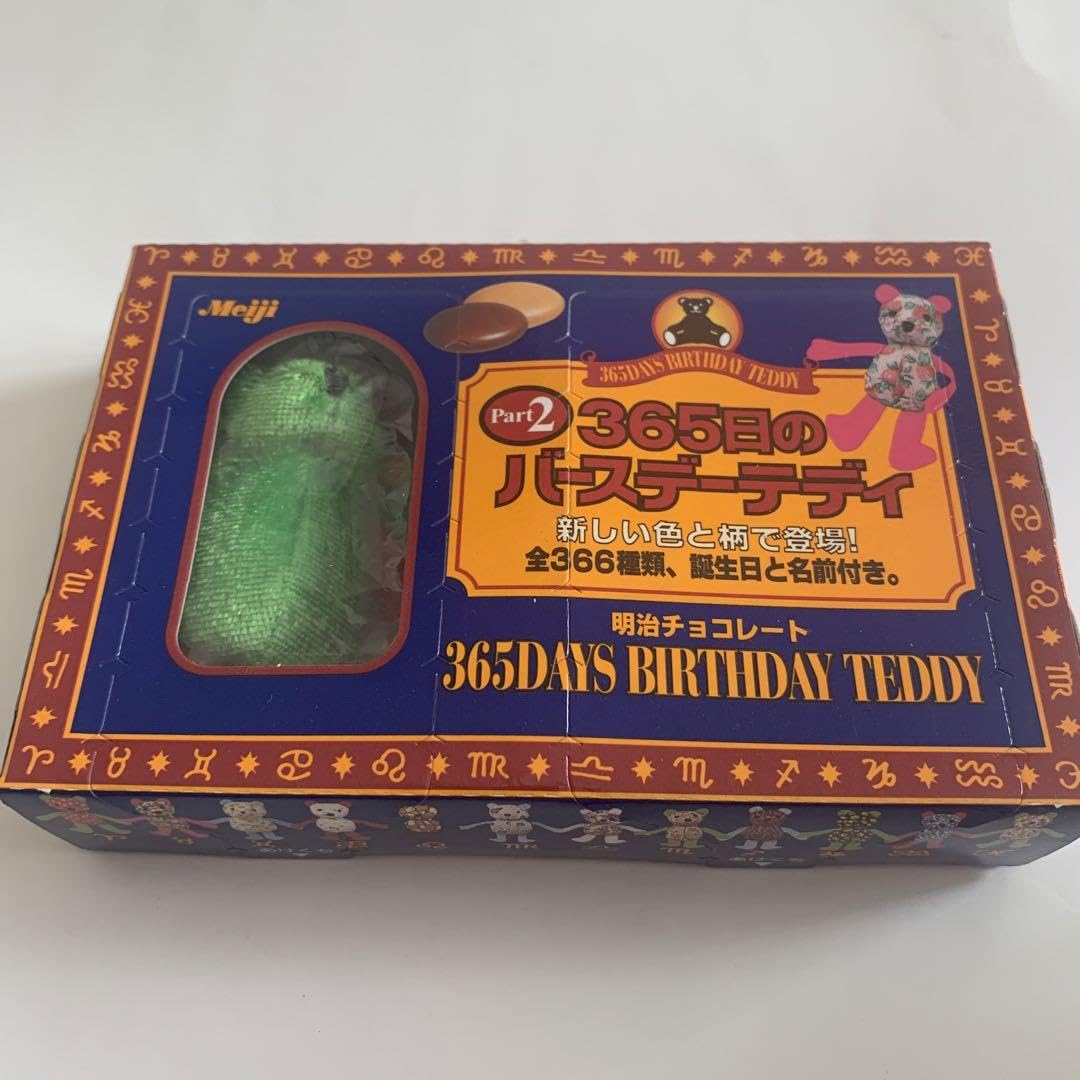 Meiji
365DAYS BIRTHDAY TEDDY
Part2
365日の
バースデーテディ
新しい色と柄で登場!
全366種類、誕生日と名前付き。
明治チョコレート
365DAYS BIRTHDAY TEDDY